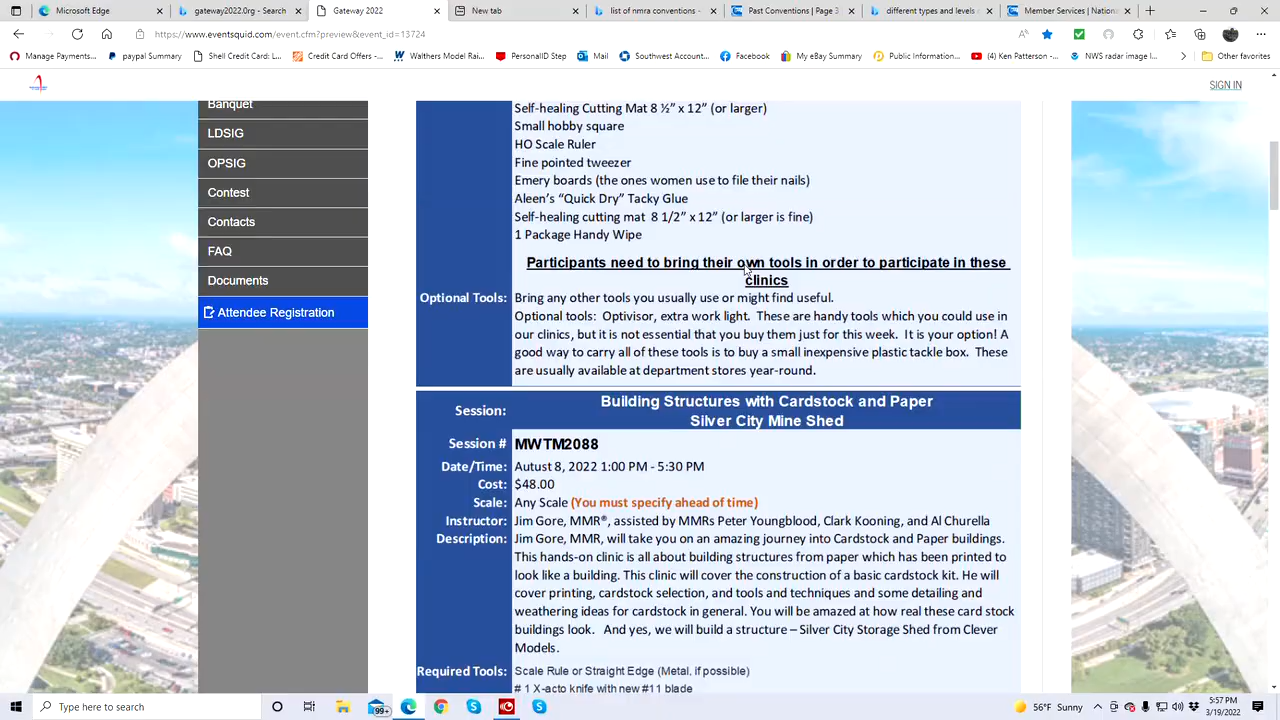 Microsoft Edge
gateway2022.org - Search
Gateway 2022
New tab
list of nmra conventions -
Past Conventions | Page 3
different types and levels
Member Services | Nation
https://www.eventsquid.com/event.cfm?preview&event_id=13724
Manage Payments...
paypal Summary
Shell Credit Card: L...
Credit Card Offers -...
Walthers Model Rai...
PersonalID Step
Mail
Southwest Account...
Facebook
My eBay Summary
Public Information...
(4) Ken Patterson -...
NWS radar image l...
Other favorites
SIGN IN
Banquet
LDSIG
OPSIG
Contest
Contacts
FAQ
Documents
Attendee Registration
Self-healing Cutting Mat 8 ½” x 12” (or larger)
Small hobby square
HO Scale Ruler
Fine pointed tweezer
Emery boards (the ones women use to file their nails)
Aleen’s “Quick Dry” Tacky Glue
Self-healing cutting mat 8 1/2” x 12” (or larger is fine)
1 Package Handy Wipe
Participants need to bring their own tools in order to participate in these
clinics
Optional Tools: Bring any other tools you usually use or might find useful.
Optional tools: Optivisor, extra work light. These are handy tools which you could use in
our clinics, but it is not essential that you buy them just for this week. It is your option! A
good way to carry all of these tools is to buy a small inexpensive plastic tackle box. These
are usually available at department stores year-round.
Session: Building Structures with Cardstock and Paper
Silver City Mine Shed
Session # MWTM2088
Date/Time: Autust 8, 2022 1:00 PM - 5:30 PM
Cost: $48.00
Scale: Any Scale (You must specify ahead of time)
Instructor: Jim Gore, MMR®, assisted by MMRs Peter Youngblood, Clark Kooning, and Al Churella
Description: Jim Gore, MMR, will take you on an amazing journey into Cardstock and Paper buildings.
This hands-on clinic is all about building structures from paper which has been printed to
look like a building. This clinic will cover the construction of a basic cardstock kit. He will
cover printing, cardstock selection, and tools and techniques and some detailing and
weathering ideas for cardstock in general. You will be amazed at how real these card stock
buildings look. And yes, we will build a structure – Silver City Storage Shed from Clever
Models.
Required Tools: Scale Rule or Straight Edge (Metal, if possible)
# 1 X-acto knife with new #11 blade
Type here to search
99+
56°F Sunny
5:57 PM
3/19/2022